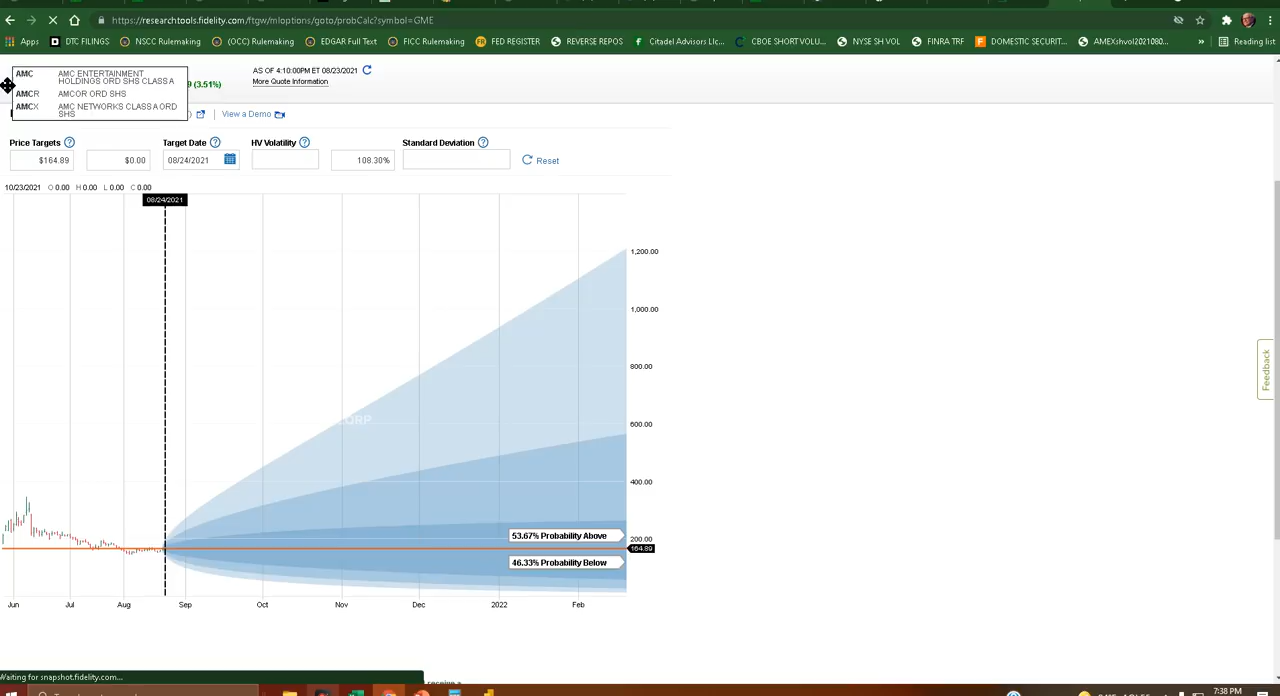 https://researchtools.fidelity.com/ftgw/mloptions/goto/probCalc?symbol=GME
Apps DTC FILINGS NSCC Rulemaking (OCC) Rulemaking EDGAR Full Text FICC Rulemaking FED REGISTER REVERSE REPOS Citadel Advisors Llc... CBOE SHORT VOLU... NYSE SH VOL FINRA TRF DOMESTIC SECURIT... AMEXshvol2021080... » Reading list
AMC AMC ENTERTAINMENT
HOLDINGS ORD SHS CLASS A
AMCR AMCOR ORD SHS
AMCX AMC NETWORKS CLASS A ORD
SHS
9 (3.51%)
AS OF 4:10:00PM ET 08/23/2021
More Quote Information
View a Demo
Price Targets Target Date HV Volatility Standard Deviation
$164.89 $0.00 08/24/2021 108.30% Reset
10/23/2021 O 0.00 H 0.00 L 0.00 C 0.00
08/24/2021
1,200.00
1,000.00
800.00
600.00
ORP
400.00
200.00
53.67% Probability Above
164.89
46.33% Probability Below
Jun Jul Aug Sep Oct Nov Dec 2022 Feb
Feedback
Waiting for snapshot.fidelity.com...
receive a
7:38 PM